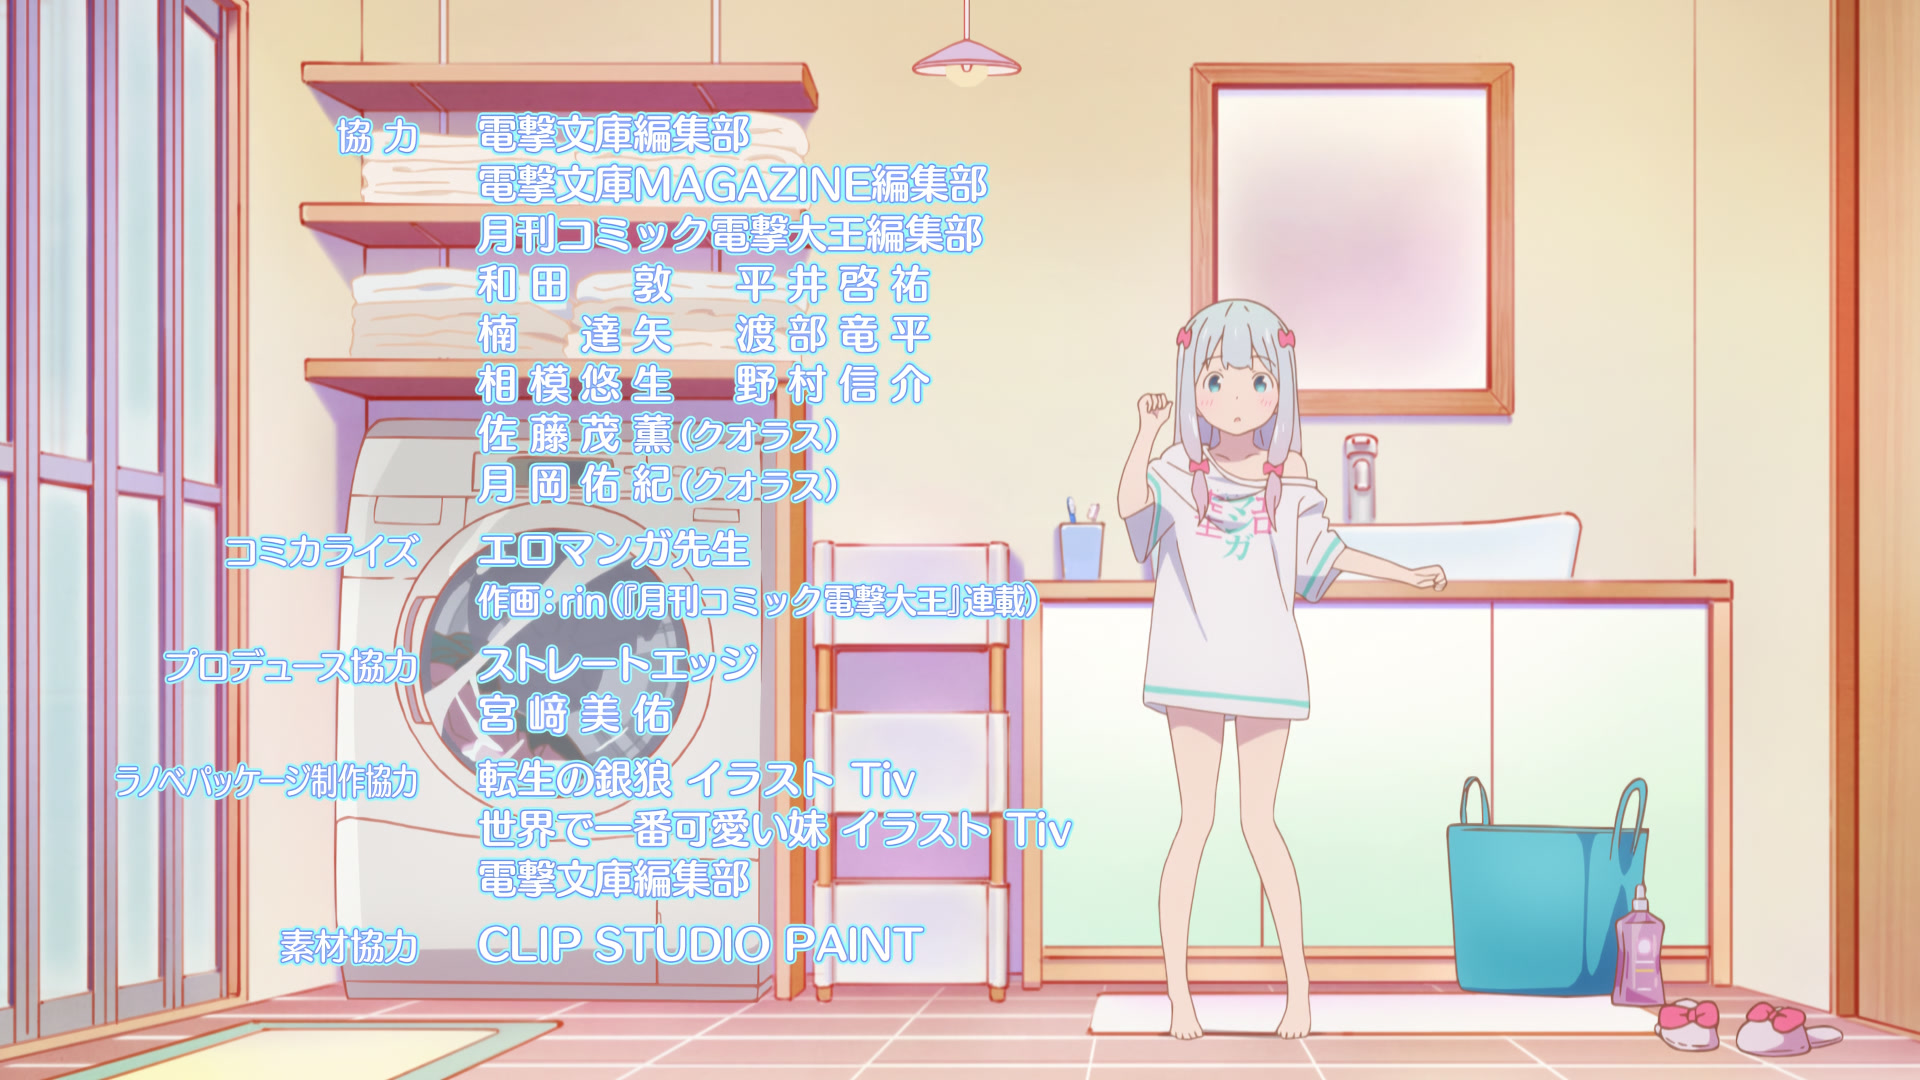 協力 電撃文庫編集部
電撃文庫MAGAZINE編集部
月刊コミック電撃大王編集部
和田 敦 平井啓祐
楠 達矢 渡部竜平
相模悠生 野村信介
佐藤茂薫(クオラス)
月岡佑紀(クオラス)
コミカライズ エロマンガ先生
作画:rin(『月刊コミック電撃大王』連載)
プロデュース協力 ストレートエッジ
宮﨑美佑
ラノベパッケージ制作協力 転生の銀狼 イラスト Tiv
世界で一番可愛い妹 イラスト Tiv
電撃文庫編集部
素材協力 CLIP STUDIO PAINT
マンガ